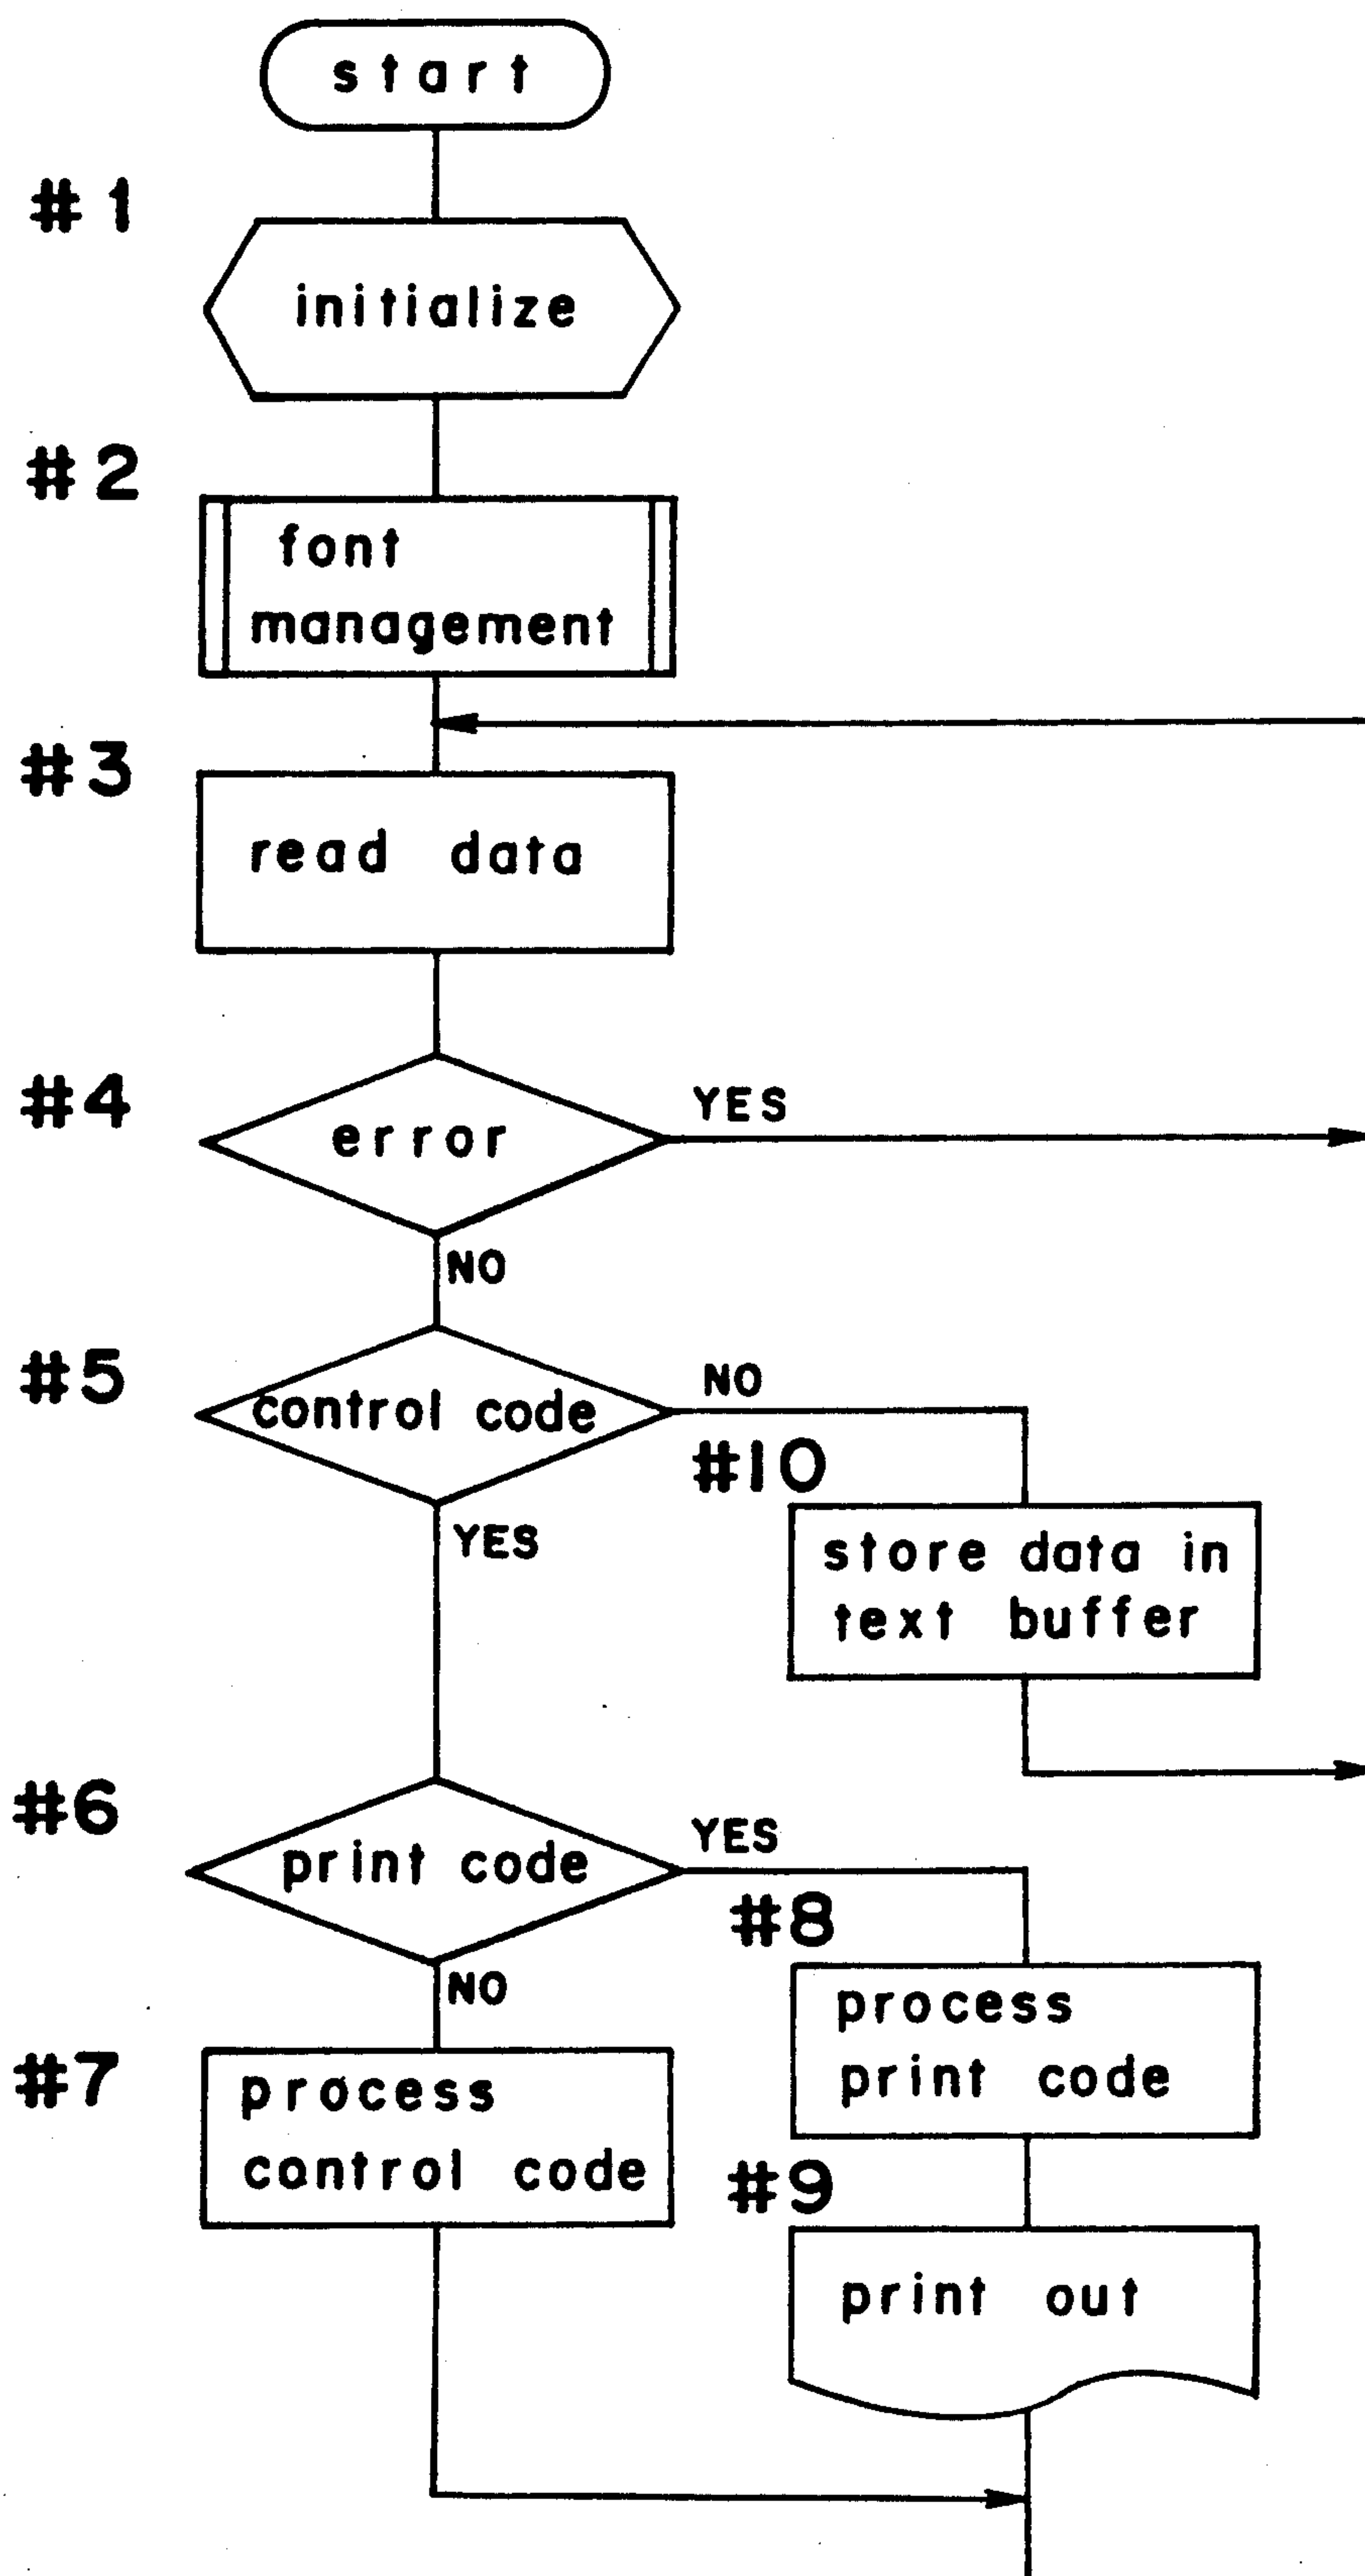 start
#1
initialize
#2
font
management
#3
read data
#4
error
YES
NO
#5
control code
NO
#10
YES
store data in
text buffer
#6
print code
YES
#8
NO
process
print code
#7
process
control code
#9
print out